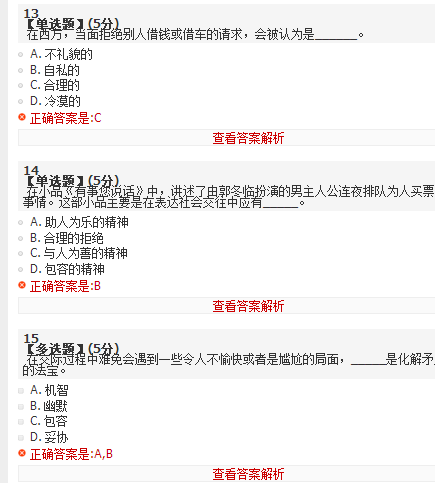 13
【单选题】(5分)
在西方，当面拒绝别人借钱或借车的请求，会被认为是______。
A. 不礼貌的
B. 自私的
C. 合理的
D. 冷漠的
正确答案是:C
查看答案解析
14
【单选题】(5分)
在小品《有事您说话》中，讲述了由郭冬临扮演的男主人公连夜排队为人买票
事情。这部小品主要是在表达社会交往中应有_____。
A. 助人为乐的精神
B. 合理的拒绝
C. 与人为善的精神
D. 包容的精神
正确答案是:B
查看答案解析
15
【多选题】(5分)
在交际过程中难免会遇到一些令人不愉快或者是尴尬的局面，_____是化解矛
的法宝。
A. 机智
B. 幽默
C. 包容
D. 妥协
正确答案是:A,B
查看答案解析